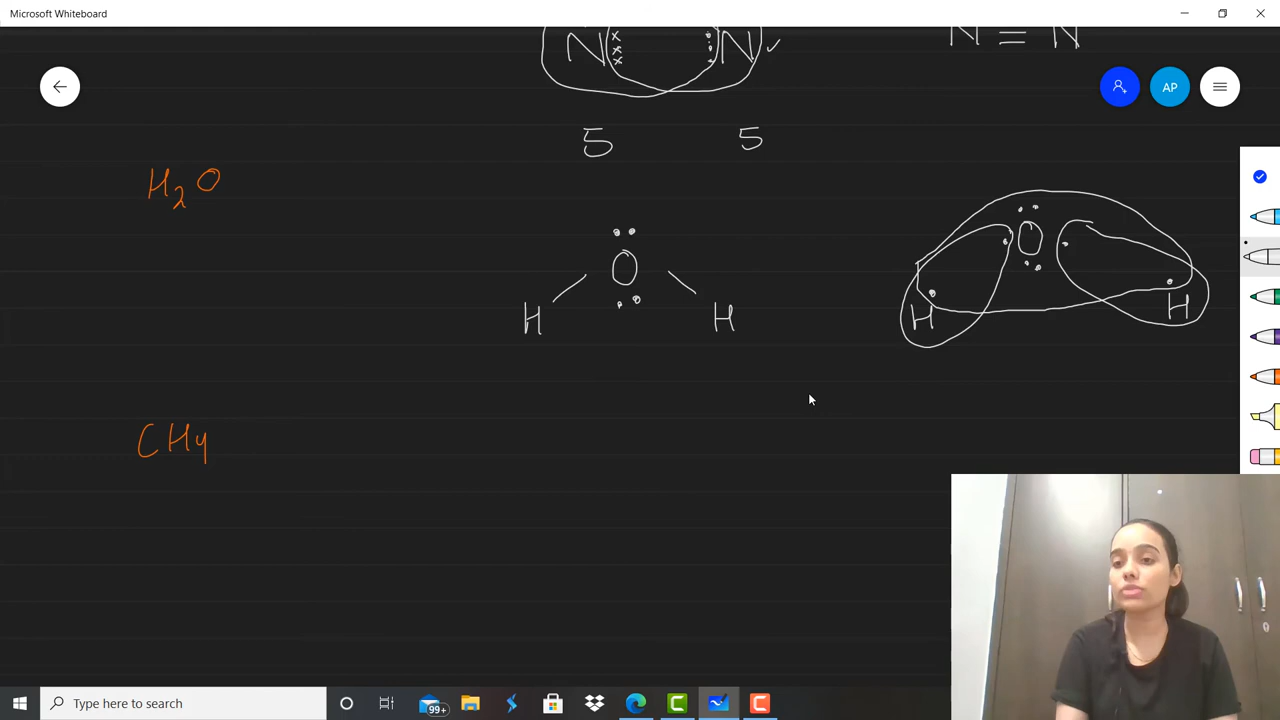 Microsoft Whiteboard
N N
N = N
AP
5 5
H2O
O
H H
O
H H
CH4
Type here to search
99+